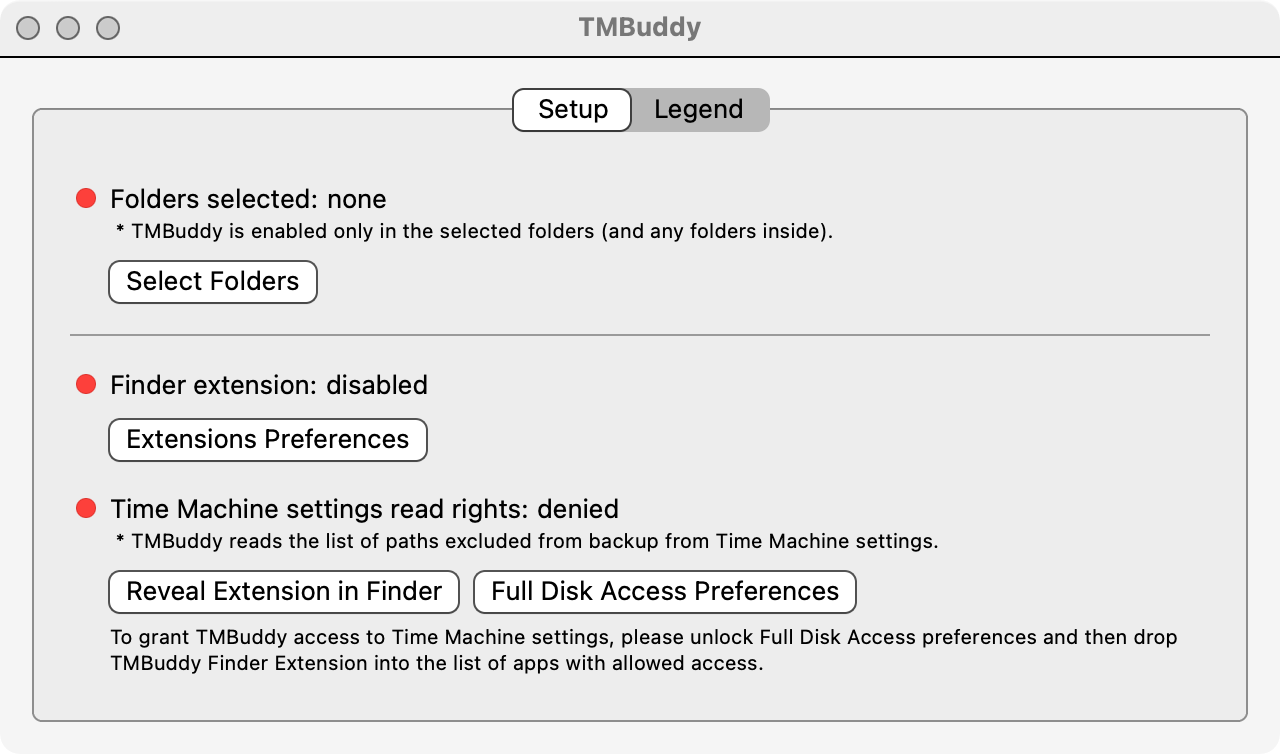 TMBuddy
Setup Legend
Folders selected: none
* TMBuddy is enabled only in the selected folders (and any folders inside).
Select Folders
Finder extension: disabled
Extensions Preferences
Time Machine settings read rights: denied
* TMBuddy reads the list of paths excluded from backup from Time Machine settings.
Reveal Extension in Finder Full Disk Access Preferences
To grant TMBuddy access to Time Machine settings, please unlock Full Disk Access preferences and then drop
TMBuddy Finder Extension into the list of apps with allowed access.